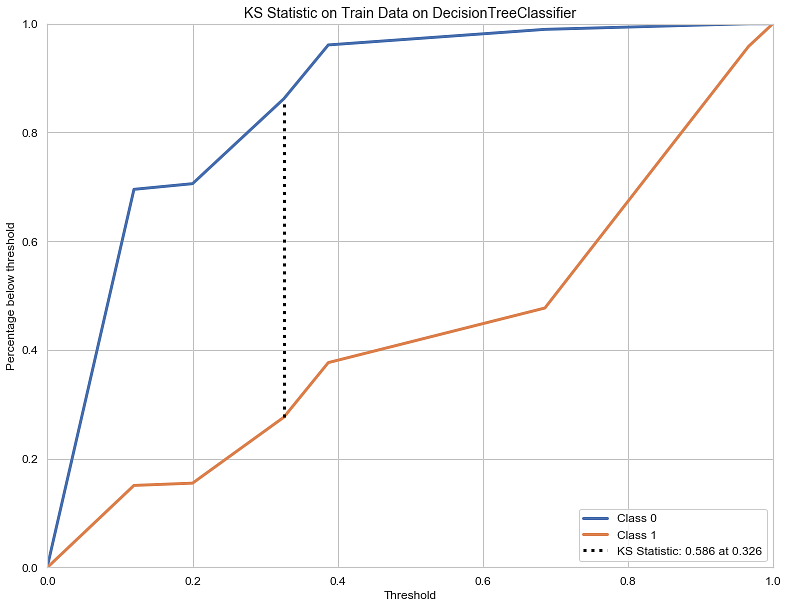 KS Statistic on Train Data on DecisionTreeClassifier
1.0
0.8
0.6
0.4
0.2
0.0
Percentage below threshold
0.0 0.2 0.4 0.6 0.8 1.0
Threshold
Class 0
Class 1
KS Statistic: 0.586 at 0.326